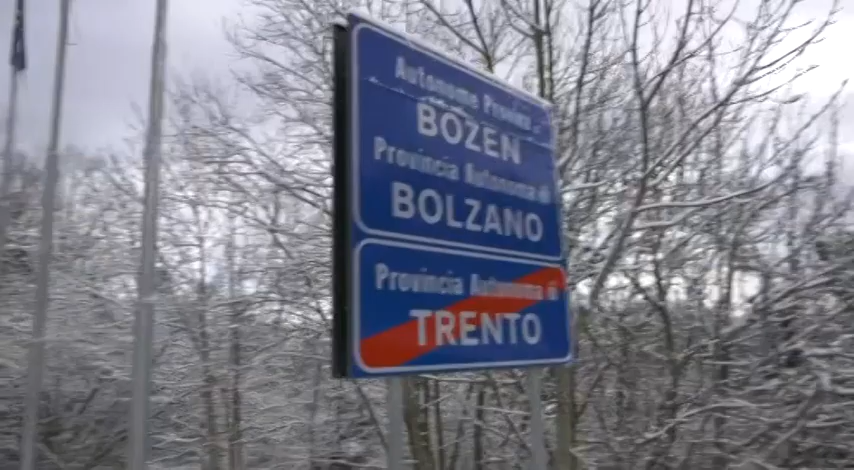 Autonome Provinz
BOZEN
Provincia Autonoma di
BOLZANO
Provincia Autonoma di
TRENTO